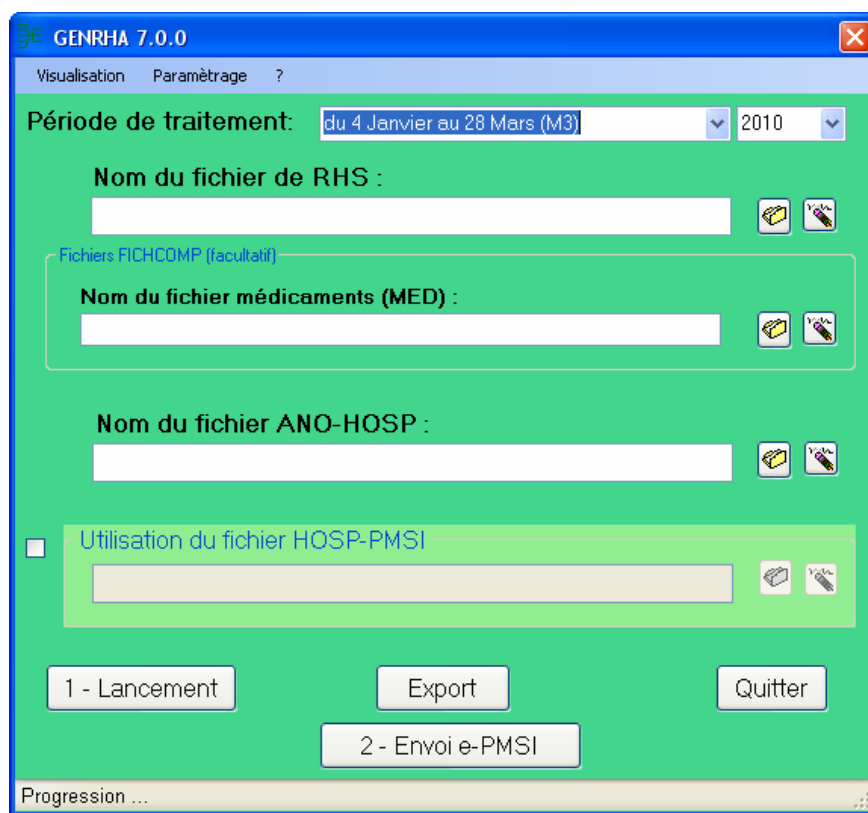 GENRHA 7.0.0
Visualisation Paramètrage ?
Période de traitement: du 4 Janvier au 28 Mars (M3) 2010
Nom du fichier de RHS :
Fichiers FICHCOMP (facultatif)
Nom du fichier médicaments (MED) :
Nom du fichier ANO-HOSP :
Utilisation du fichier HOSP-PMSI
1 - Lancement Export Quitter
2 - Envoi e-PMSI
Progression ...